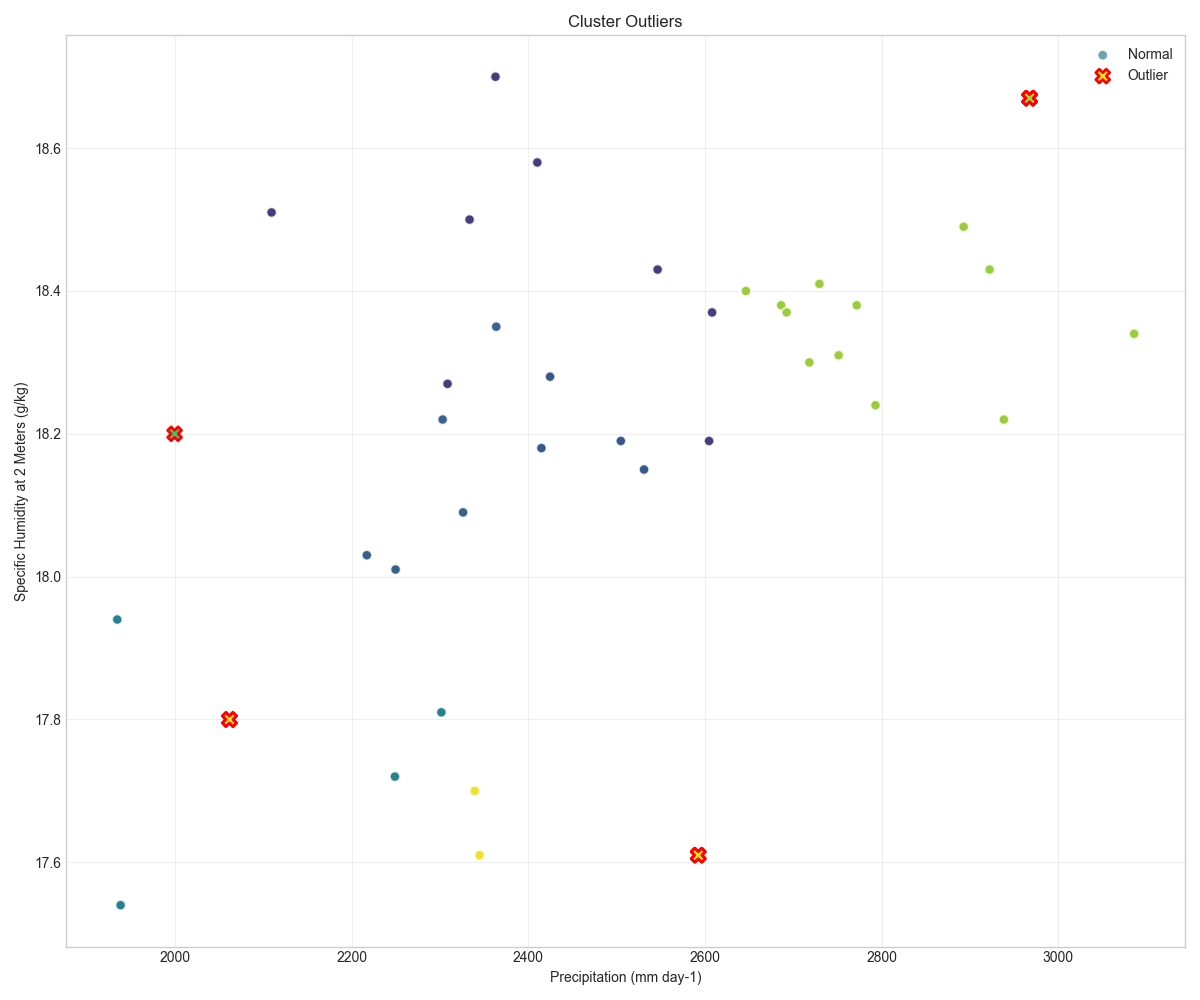 Cluster Outliers
Normal
Outlier
18.6
18.4
18.2
18.0
17.8
17.6
Specific Humidity at 2 Meters (g/kg)
2000 2200 2400 2600 2800 3000
Precipitation (mm day-1)